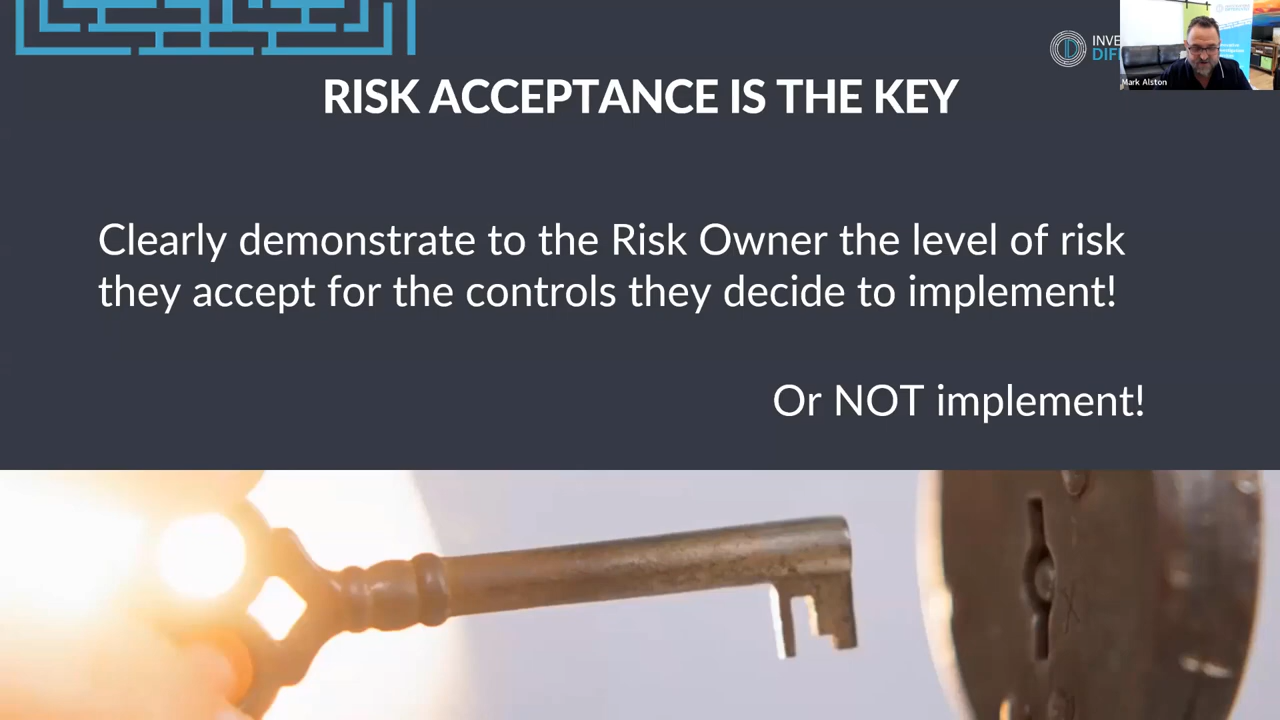 RISK ACCEPTANCE IS THE KEY
Mark Alston
Clearly demonstrate to the Risk Owner the level of risk
they accept for the controls they decide to implement!
Or NOT implement!